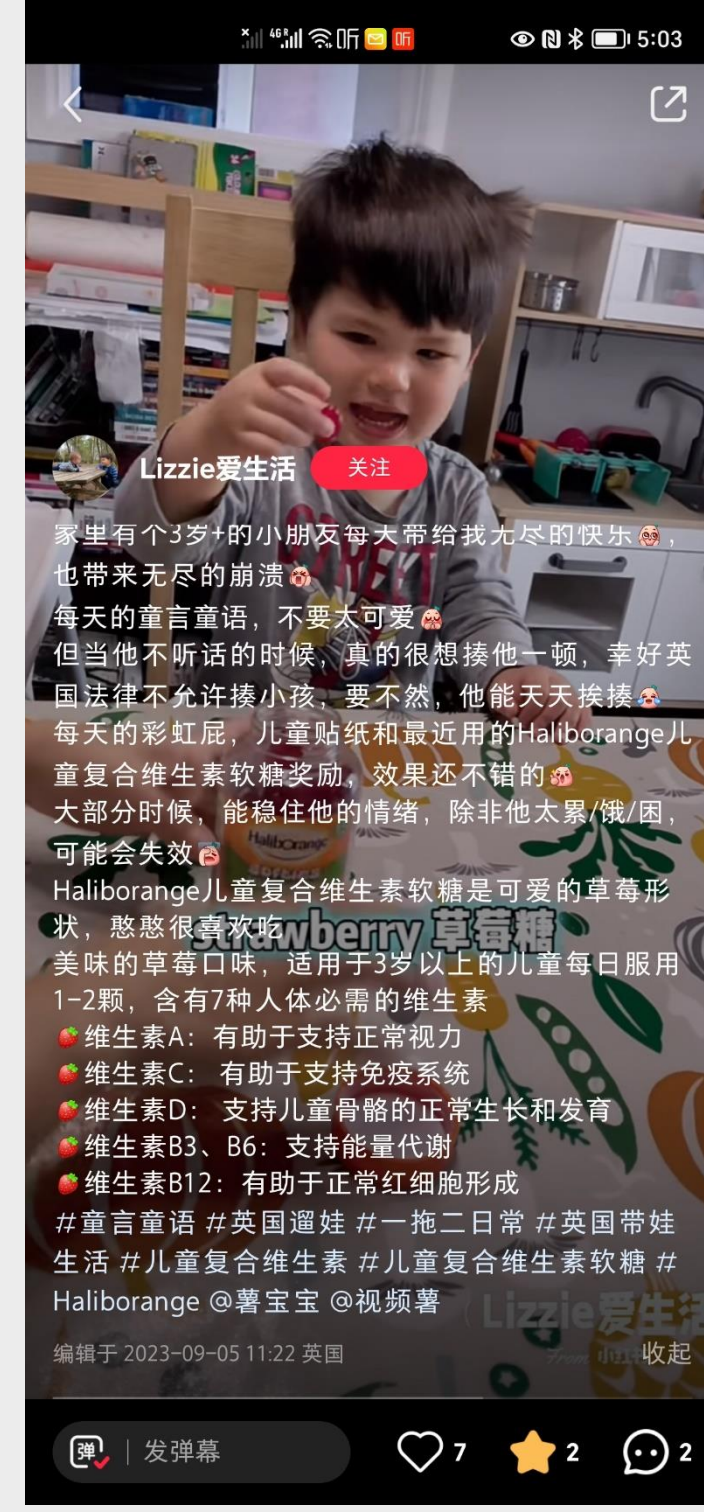 4G R 听 听 5:03
Lizzie爱生活 关注
家里有个3岁+的小朋友每天带给我无尽的快乐，
也带来无尽的崩溃
每天的童言童语，不要太可爱
但当他不听话的时候，真的很想揍他一顿，幸好英
国法律不允许揍小孩，要不然，他能天天挨揍
每天的彩虹屁，儿童贴纸和最近用的Haliborange儿
童复合维生素软糖奖励，效果还不错的
大部分时候，能稳住他的情绪，除非他太累/饿/困，
可能会失效
Haliborange
Haliborange儿童复合维生素软糖是可爱的草莓形
状，憨憨很喜欢吃
strawberry 草莓糖
美味的草莓口味，适用于3岁以上的儿童每日服用
1-2颗，含有7种人体必需的维生素
🍓维生素A：有助于支持正常视力
🍓维生素C： 有助于支持免疫系统
🍓维生素D： 支持儿童骨骼的正常生长和发育
🍓维生素B3、B6：支持能量代谢
🍓维生素B12：有助于正常红细胞形成
#童言童语 #英国遛娃 #一拖二日常 #英国带娃
生活 #儿童复合维生素 #儿童复合维生素软糖 #
Haliborange @薯宝宝 @视频薯
Lizzie爱生活
编辑于 2023-09-05 11:22 英国 From 收起
弹 发弹幕 7 2 2